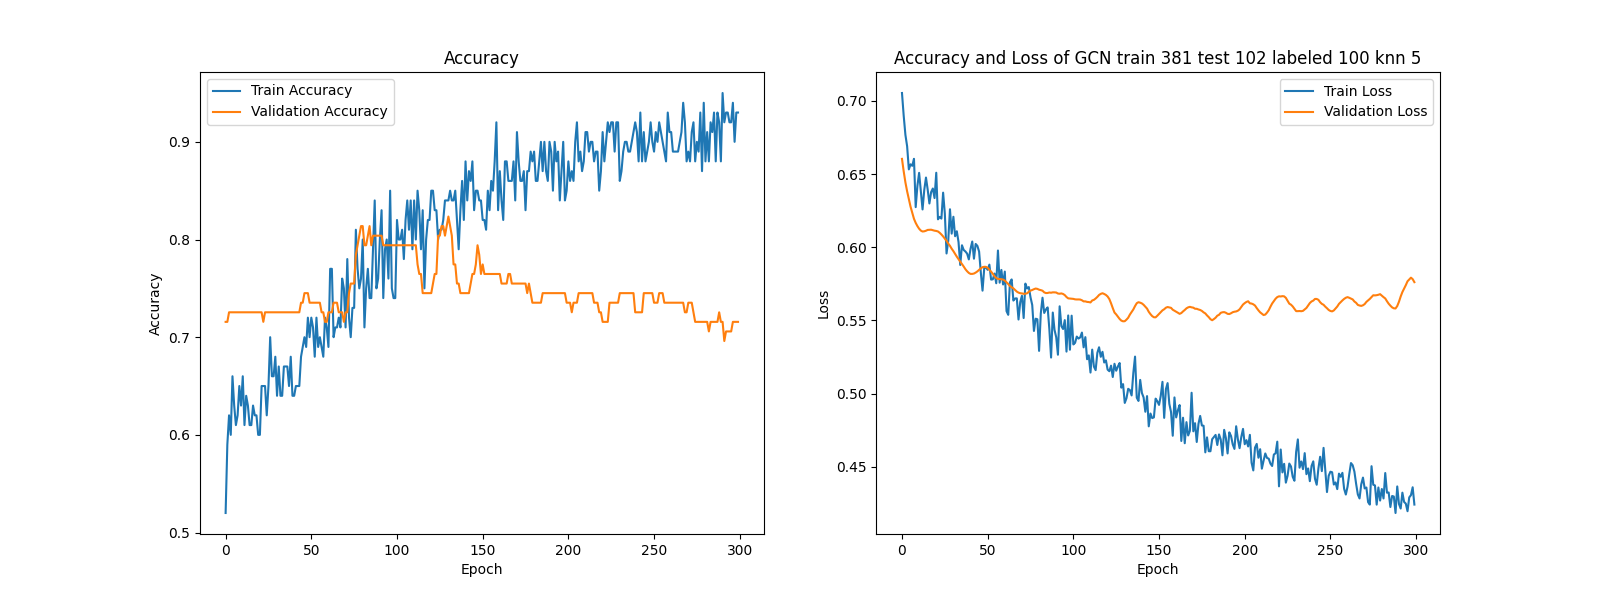 Accuracy
Train Accuracy
Validation Accuracy
Accuracy
0.9
0.8
0.7
0.6
0.5
0 50 100 150 200 250 300
Epoch
Accuracy and Loss of GCN train 381 test 102 labeled 100 knn 5
Train Loss
Validation Loss
Loss
0.70
0.65
0.60
0.55
0.50
0.45
0 50 100 150 200 250 300
Epoch